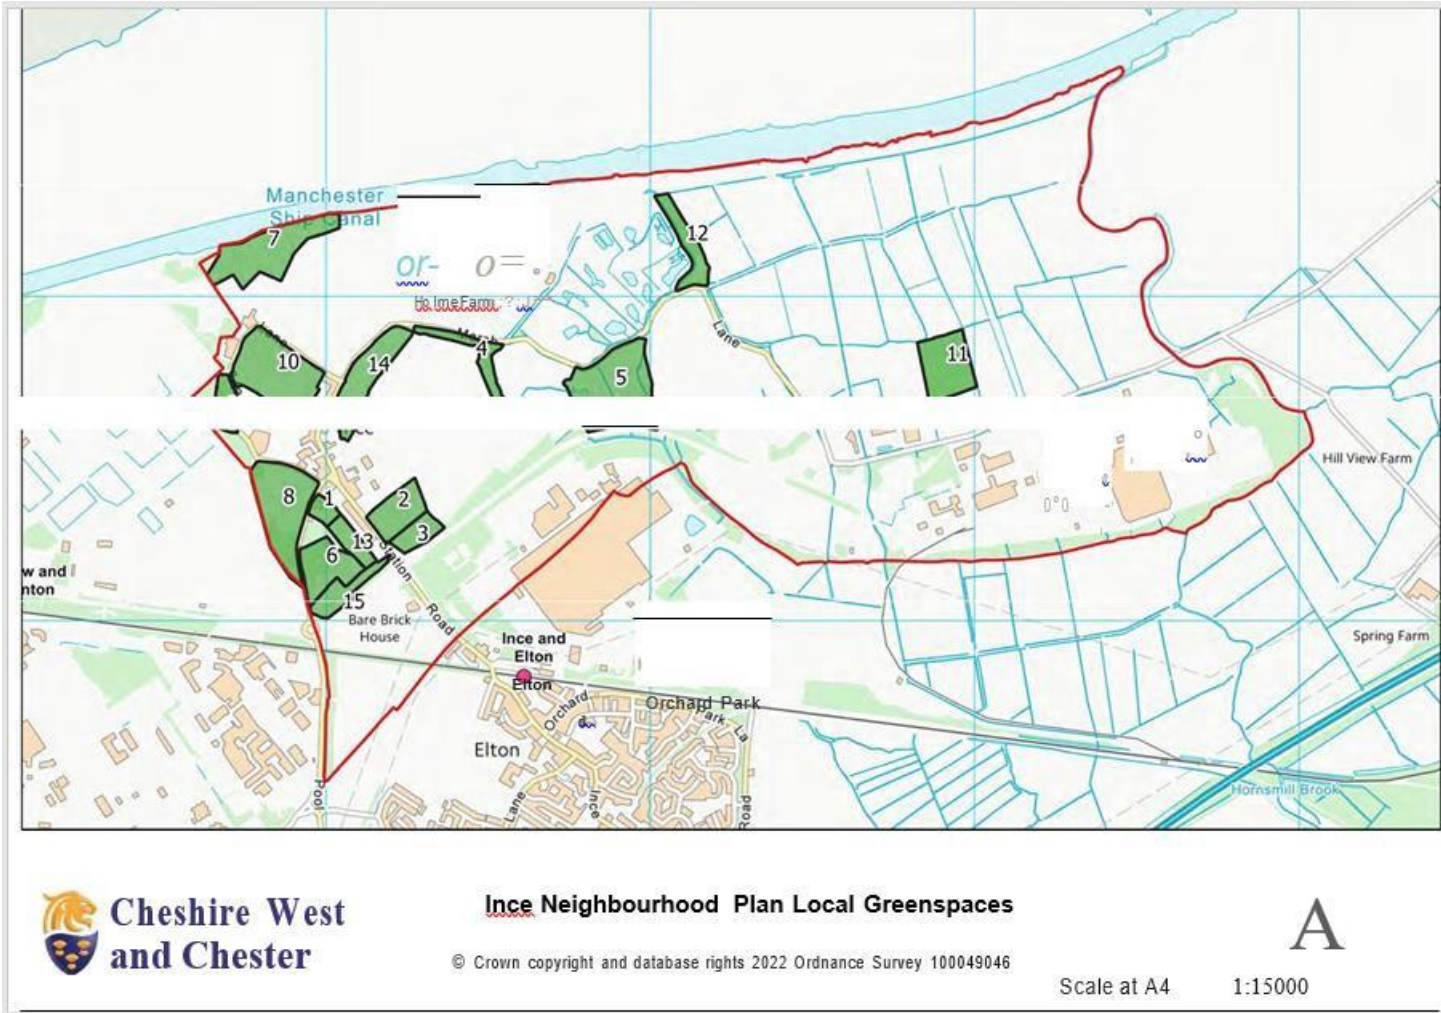 Manchester
Ship Canal
7
12
or- o=
Ho lmeFarm
Marsh
Lane
10
14
4
5
11
8
1
2
3
13
6
15
Station
Road
Bare Brick
House
w and
nton
Hill View Farm
Spring Farm
Ince and
Elton
Elton
Orchard Park
Orchard
Park La
Elton
Pool
Lane
Ince
Road
Hornsmill Brook
Cheshire West
and Chester
Ince Neighbourhood Plan Local Greenspaces
© Crown copyright and database rights 2022 Ordnance Survey 100049046
A
Scale at A4 1:15000